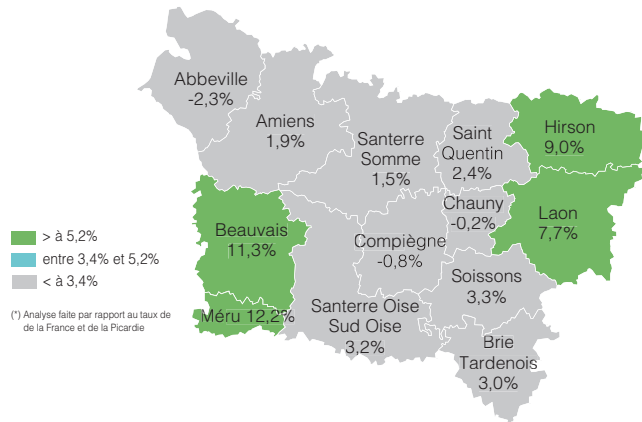 Abbeville
-2,3%
Amiens
1,9%
Santerre
Somme
1,5%
Saint
Quentin
2,4%
Hirson
9,0%
Chauny
-0,2%
Laon
7,7%
Beauvais
11,3%
Compiègne
-0,8%
Soissons
3,3%
Méru 12,2%
Santerre Oise
Sud Oise
3,2%
Brie
Tardenois
3,0%
> à 5,2%
entre 3,4% et 5,2%
< à 3,4%
(*) Analyse faite par rapport au taux de
de la France et de la Picardie